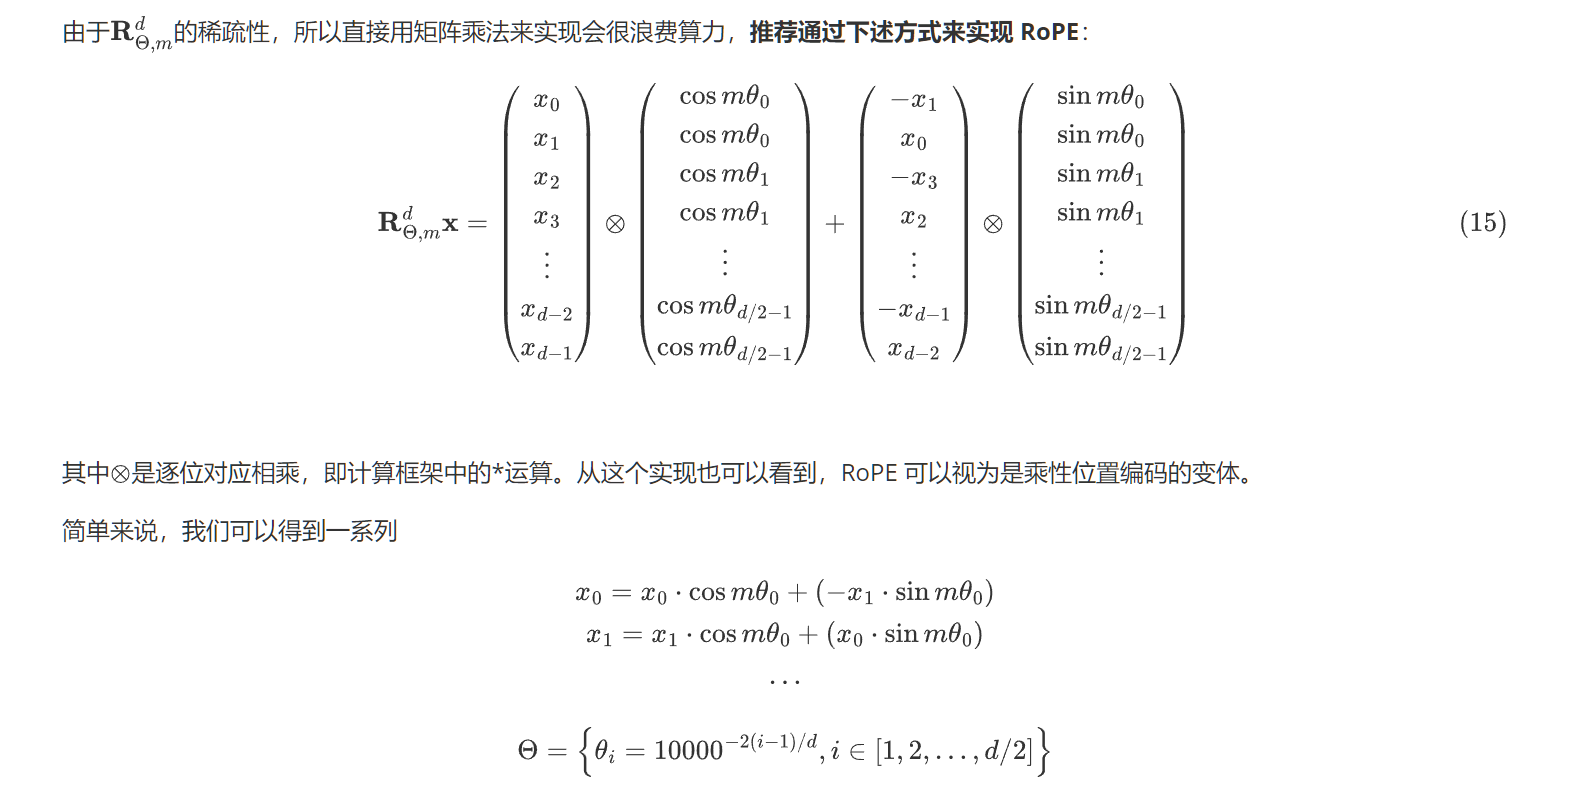 由于$\mathbf{R}_{\Theta,m}^{d}$的稀疏性，所以直接用矩阵乘法来实现会很浪费算力，推荐通过下述方式来实现 RoPE：
$$\mathbf{R}_{\Theta,m}^{d}\mathbf{x} = \begin{pmatrix} x_0 \\ x_1 \\ x_2 \\ x_3 \\ \vdots \\ x_{d-2} \\ x_{d-1} \end{pmatrix} \otimes \begin{pmatrix} \cos m\theta_0 \\ \cos m\theta_0 \\ \cos m\theta_1 \\ \cos m\theta_1 \\ \vdots \\ \cos m\theta_{d/2-1} \\ \cos m\theta_{d/2-1} \end{pmatrix} + \begin{pmatrix} -x_1 \\ x_0 \\ -x_3 \\ x_2 \\ \vdots \\ -x_{d-1} \\ x_{d-2} \end{pmatrix} \otimes \begin{pmatrix} \sin m\theta_0 \\ \sin m\theta_0 \\ \sin m\theta_1 \\ \sin m\theta_1 \\ \vdots \\ \sin m\theta_{d/2-1} \\ \sin m\theta_{d/2-1} \end{pmatrix} \quad (15)$$
其中⊗是逐位对应相乘，即计算框架中的*运算。从这个实现也可以看到，RoPE 可以视为是乘性位置编码的变体。
简单来说，我们可以得到一系列
$$x_0 = x_0 \cdot \cos m\theta_0 + (-x_1 \cdot \sin m\theta_0)$$
$$x_1 = x_1 \cdot \cos m\theta_0 + (x_0 \cdot \sin m\theta_0)$$
$$\cdots$$
$$\Theta = \left\{ \theta_i = 10000^{-2(i-1)/d}, i \in [1, 2, \ldots, d/2] \right\}$$